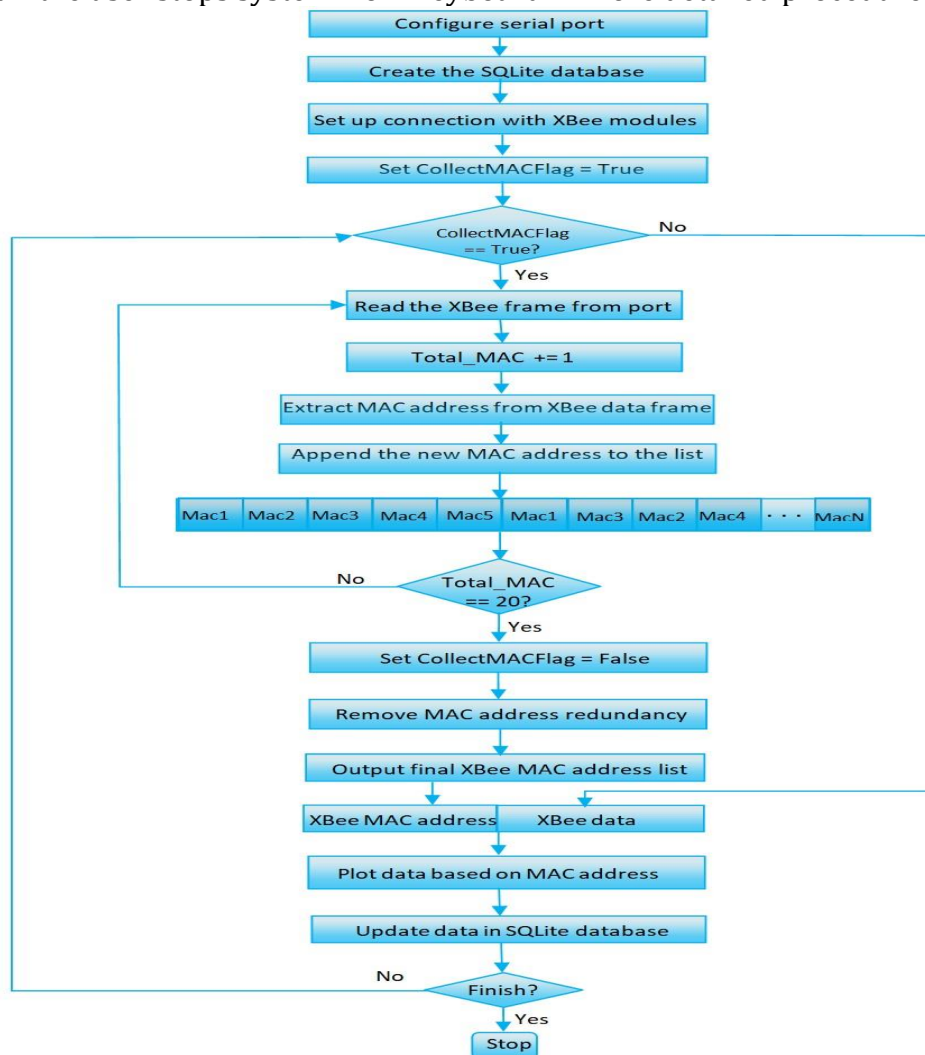 Configure serial port
Create the SQLite database
Set up connection with XBee modules
Set CollectMACFlag = True
CollectMACFlag
== True?
No
Yes
Read the XBee frame from port
Total_MAC += 1
Extract MAC address from XBee data frame
Append the new MAC address to the list
Mac1 Mac2 Mac3 Mac4 Mac5 Mac1 Mac3 Mac2 Mac4 · · · MacN
No
Total_MAC
== 20?
Yes
Set CollectMACFlag = False
Remove MAC address redundancy
Output final XBee MAC address list
XBee MAC address XBee data
Plot data based on MAC address
Update data in SQLite database
No
Finish?
Yes
Stop